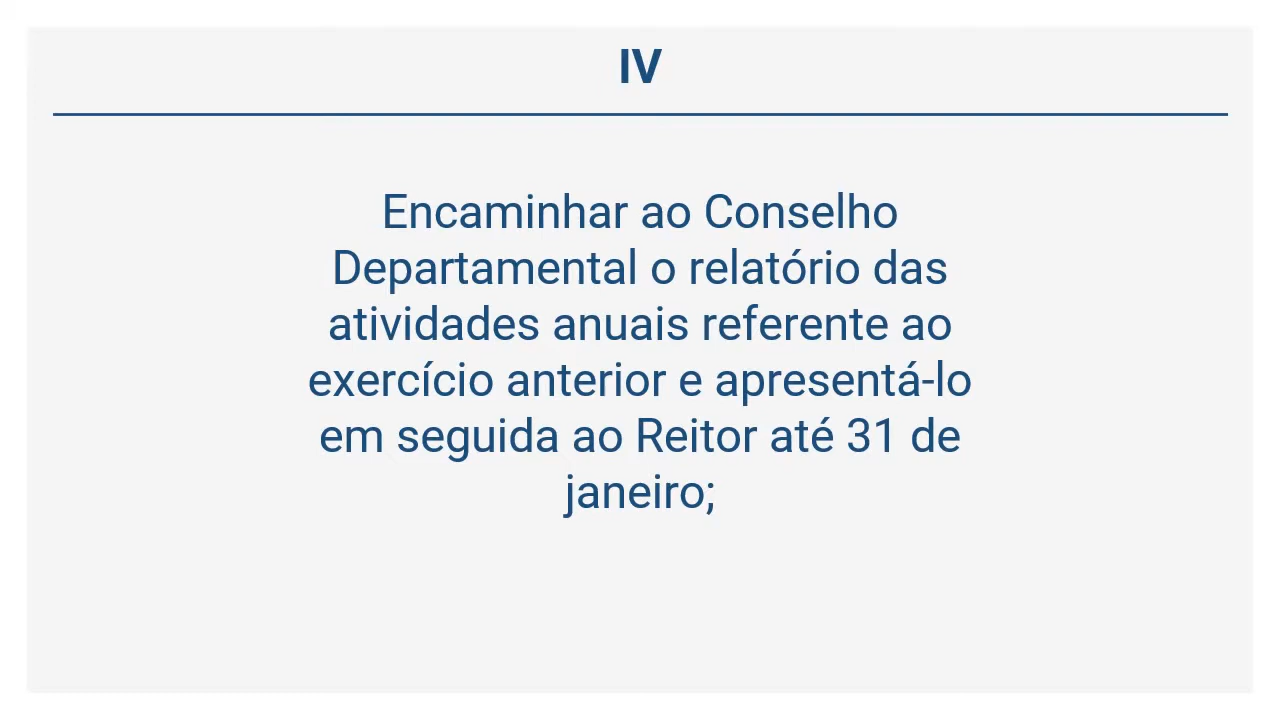 IV
Encaminhar ao Conselho
Departamental o relatório das
atividades anuais referente ao
exercício anterior e apresentá-lo
em seguida ao Reitor até 31 de
janeiro;